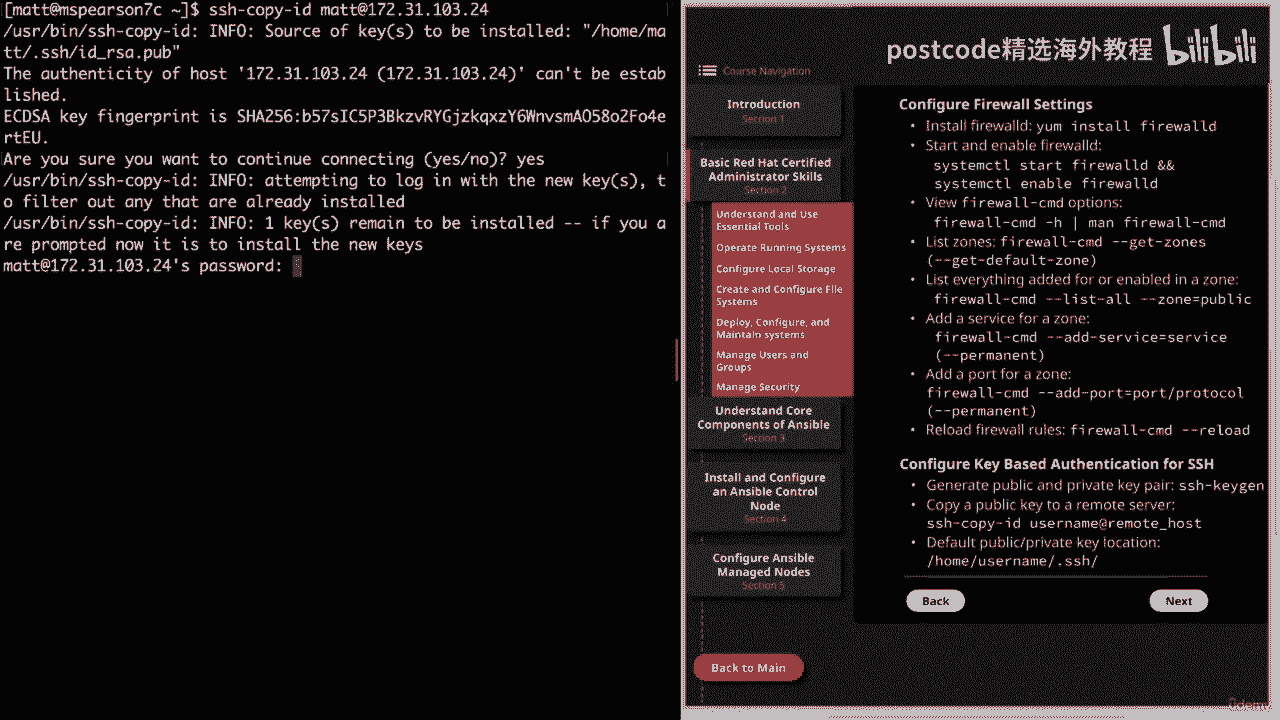 [matt@mspearson7c ~]$ ssh-copy-id matt@172.31.103.24
/usr/bin/ssh-copy-id: INFO: Source of key(s) to be installed: "/home/ma
tt/.ssh/id_rsa.pub"
The authenticity of host '172.31.103.24 (172.31.103.24)' can't be estab
lished.
ECDSA key fingerprint is SHA256:b57sIC5P3BkzvRYGjzkqxzY6WnvsmAO58o2Fo4e
rtEU.
Are you sure you want to continue connecting (yes/no)? yes
/usr/bin/ssh-copy-id: INFO: attempting to log in with the new key(s), t
o filter out any that are already installed
/usr/bin/ssh-copy-id: INFO: 1 key(s) remain to be installed -- if you a
re prompted now it is to install the new keys
matt@172.31.103.24's password:
postcode精选海外教程 bilibili
Course Navigation
Introduction
Section 1
Basic Red Hat Certified
Administrator Skills
Section 2
Understand and Use
Essential Tools
Operate Running Systems
Configure Local Storage
Create and Configure File
Systems
Deploy, Configure, and
Maintain systems
Manage Users and
Groups
Manage Security
Understand Core
Components of Ansible
Section 3
Install and Configure
an Ansible Control
Node
Section 4
Configure Ansible
Managed Nodes
Section 5
Back to Main
Configure Firewall Settings
• Install firewalld: yum install firewalld
• Start and enable firewalld:
systemctl start firewalld &&
systemctl enable firewalld
• View firewall-cmd options:
firewall-cmd -h | man firewall-cmd
• List zones: firewall-cmd --get-zones
(--get-default-zone)
• List everything added for or enabled in a zone:
firewall-cmd --list-all --zone=public
• Add a service for a zone:
firewall-cmd --add-service=service
(--permanent)
• Add a port for a zone:
firewall-cmd --add-port=port/protocol
(--permanent)
• Reload firewall rules: firewall-cmd --reload
Configure Key Based Authentication for SSH
• Generate public and private key pair: ssh-keygen
• Copy a public key to a remote server:
ssh-copy-id username@remote_host
• Default public/private key location:
/home/username/.ssh/
Back
Next